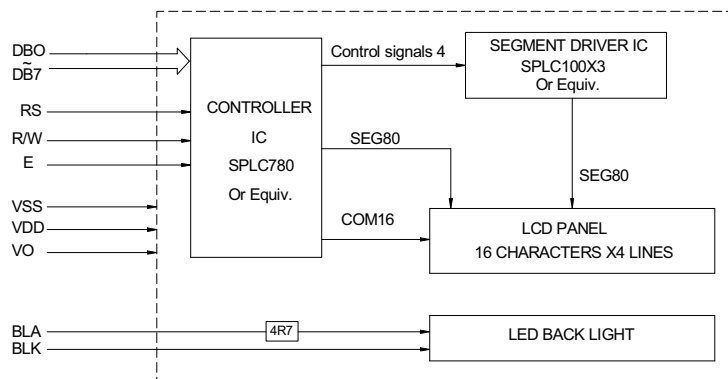 DBO
~
DB7
RS
R/W
E
VSS
VDD
VO
BLA
BLK
CONTROLLER
IC
SPLC780
Or Equiv.
Control signals 4
SEG80
COM16
SEGMENT DRIVER IC
SPLC100X3
Or Equiv.
SEG80
LCD PANEL
16 CHARACTERS X4 LINES
4R7
LED BACK LIGHT